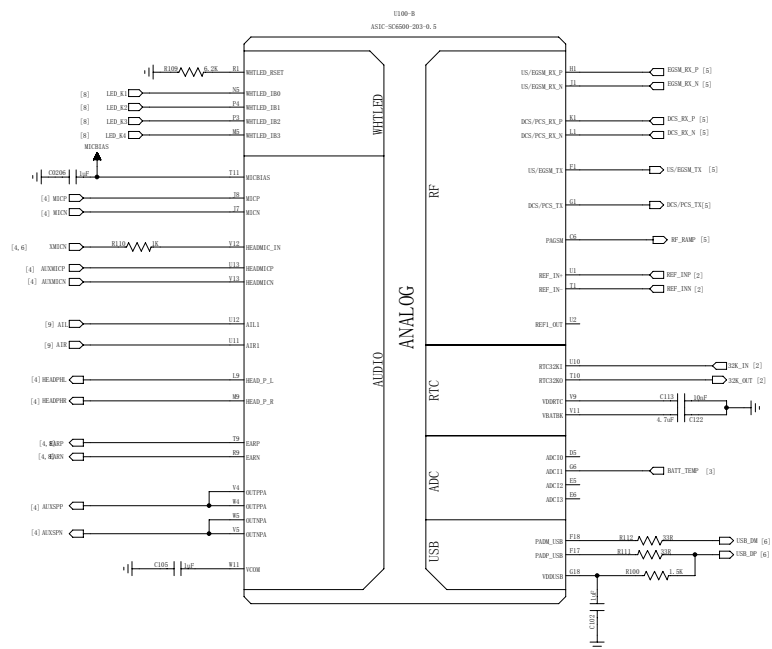 U100-B
ASIC-SC6500-203-0.5
R109 6.2K R1 WHTLED_RSET
[8] LED_K1 N5 WHTLED_IB0
[8] LED_K2 P4 WHTLED_IB1
[8] LED_K3 P3 WHTLED_IB2
[8] LED_K4 M5 WHTLED_IB3
WHTLED
MICBIAS
C0206 1uF T11 MICBIAS
[4] MICP J8 MICP
[4] MICN J7 MICN
[4,6] XMICN R110 1K V12 HEADMIC_IN
[4] AUXMICP U13 HEADMICP
[4] AUXMICN V13 HEADMICN
[9] AIL U12 AIL1
[9] AIR U11 AIR1
[4] HEADPHL L9 HEAD_P_L
[4] HEADPHR M9 HEAD_P_R
AUDIO
T9 EARP
R9 EARN
V4 OUTPPA
[4] AUXSPP W4 OUTPPA
W5 OUTNPA
[4] AUXSPN V5 OUTNPA
C105 1uF W11 VCOM
ANALOG
US/EGSM_RX_P H1 EGSM_RX_P [5]
US/EGSM_RX_N J1 EGSM_RX_N [5]
DCS/PCS_RX_P K1 DCS_RX_P [5]
DCS/PCS_RX_N L1 DCS_RX_N [5]
US/EGSM_TX F1 US/EGSM_TX [5]
RF
DCS/PCS_TX G1 DCS/PCS_TX[5]
PAGSM C6 RF_RAMP [5]
REF_IN+ U1 REF_INP [2]
REF_IN- T1 REF_INN [2]
REF1_OUT U2
RTC
RTC32KI U10 32K_IN [2]
RTC32KO T10 32K_OUT [2]
VDDRTC V9 C113 10nF
VBATBK V11 4.7uF C122
ADC
ADCI0 D5
ADCI1 G6 BATT_TEMP [3]
ADCI2 E5
ADCI3 E6
USB
PADM_USB F18 R112 33R USB_DM [6]
PADP_USB F17 R111 33R USB_DP [6]
VDDUSB G18 R100 1.5K
C102 1uF